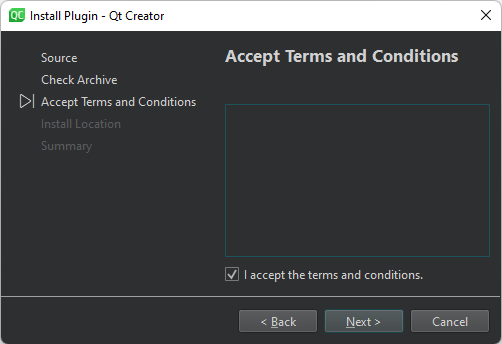 QC Install Plugin - Qt Creator
Source
Check Archive
Accept Terms and Conditions
Install Location
Summary
Accept Terms and Conditions
I accept the terms and conditions.
< Back
Next >
Cancel